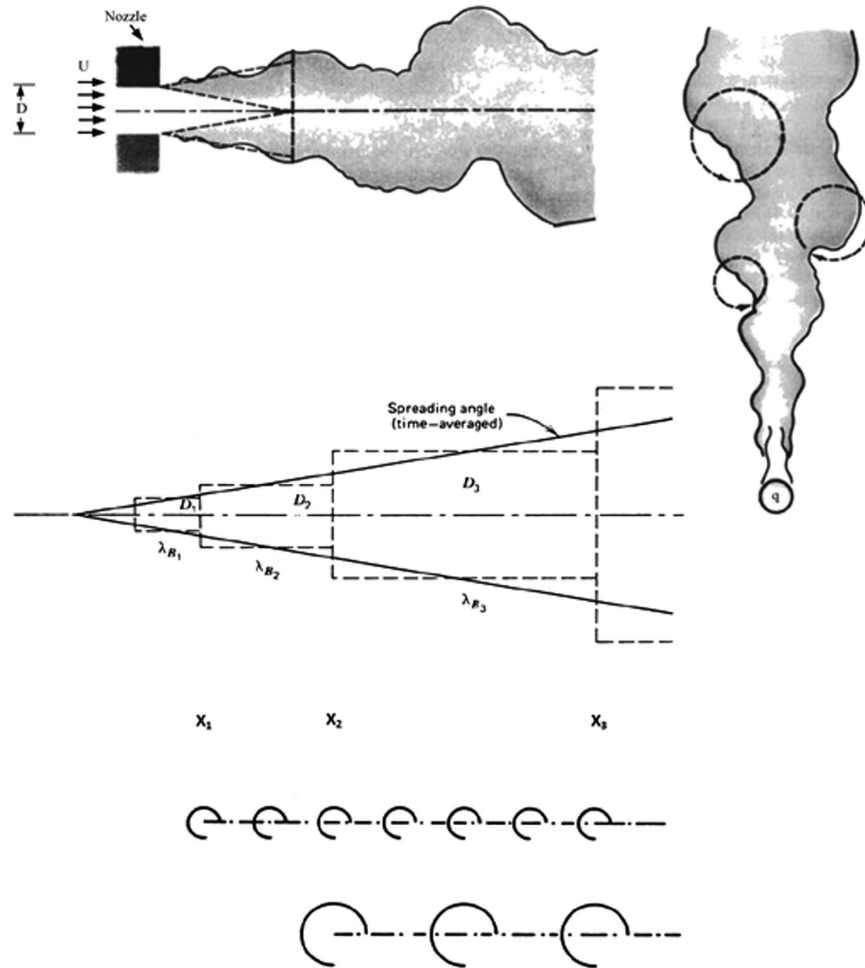 Nozzle
U
D
q
Spreading angle
(time–averaged)
D₁
D₂
D₃
λB₁
λB₂
λB₃
X₁
X₂
X₃